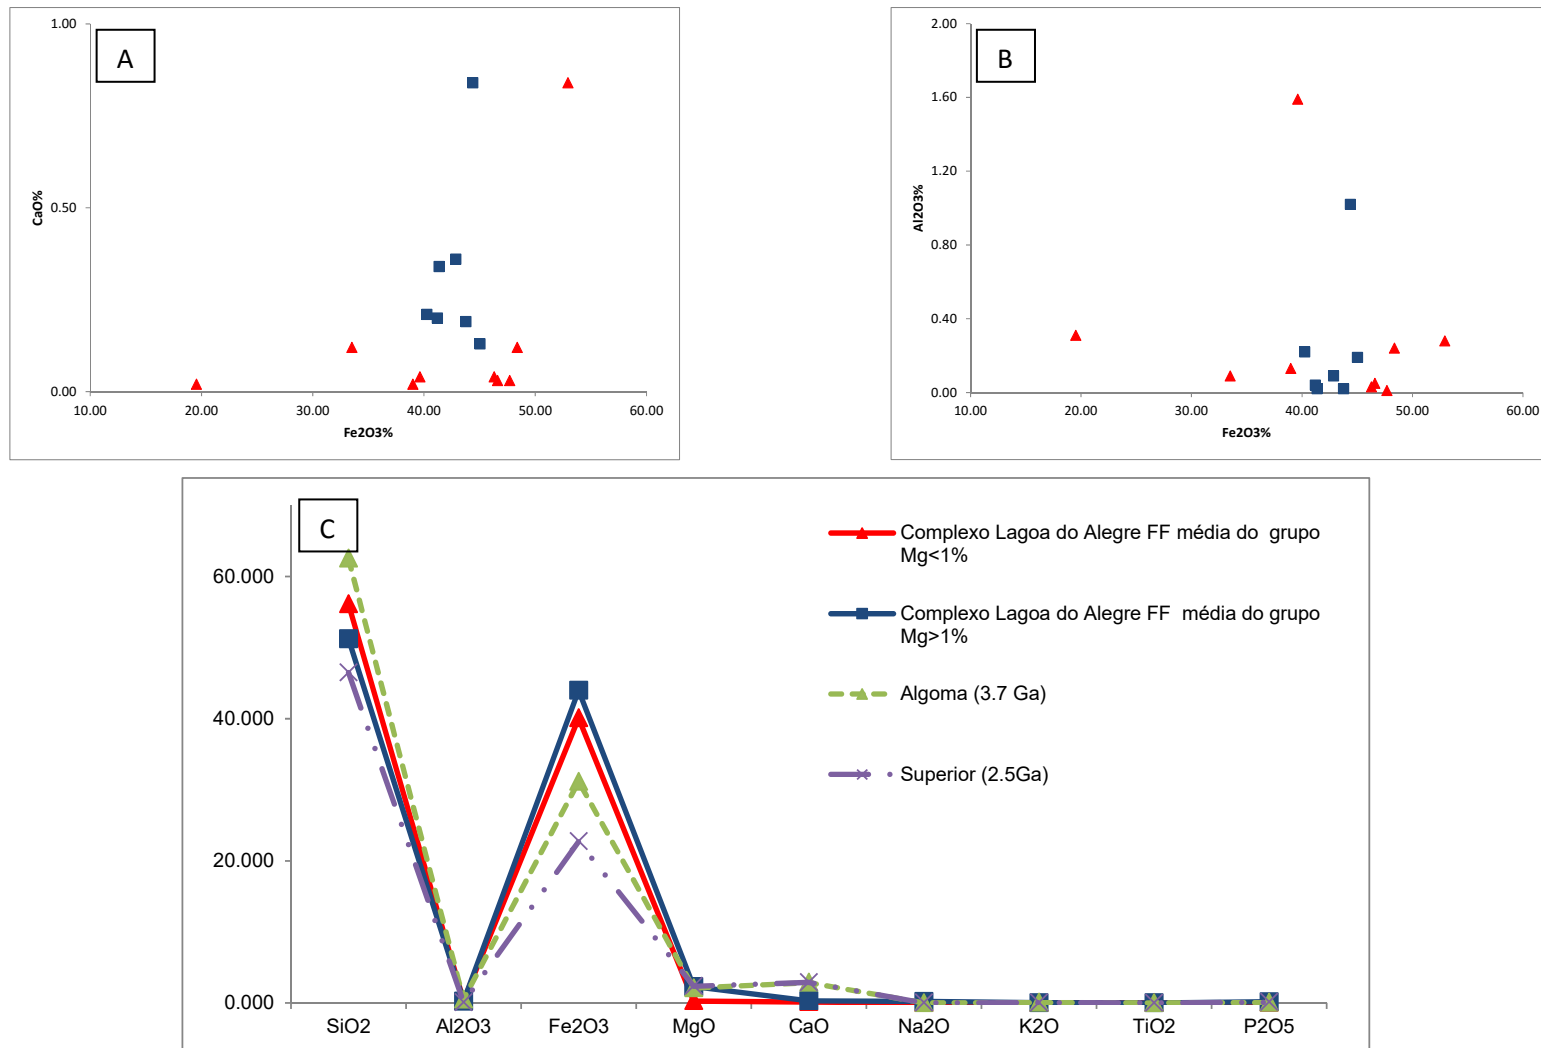 A
1.00
0.50
0.00
CaO%
10.00 20.00 30.00 40.00 50.00 60.00
Fe2O3%
B
2.00
1.60
1.20
0.80
0.40
0.00
Al2O3%
10.00 20.00 30.00 40.00 50.00 60.00
Fe2O3%
C
60.000
40.000
20.000
0.000
SiO2 Al2O3 Fe2O3 MgO CaO Na2O K2O TiO2 P2O5
Complexo Lagoa do Alegre FF média do grupo
Mg<1%
Complexo Lagoa do Alegre FF média do grupo
Mg>1%
Algoma (3.7 Ga)
Superior (2.5Ga)